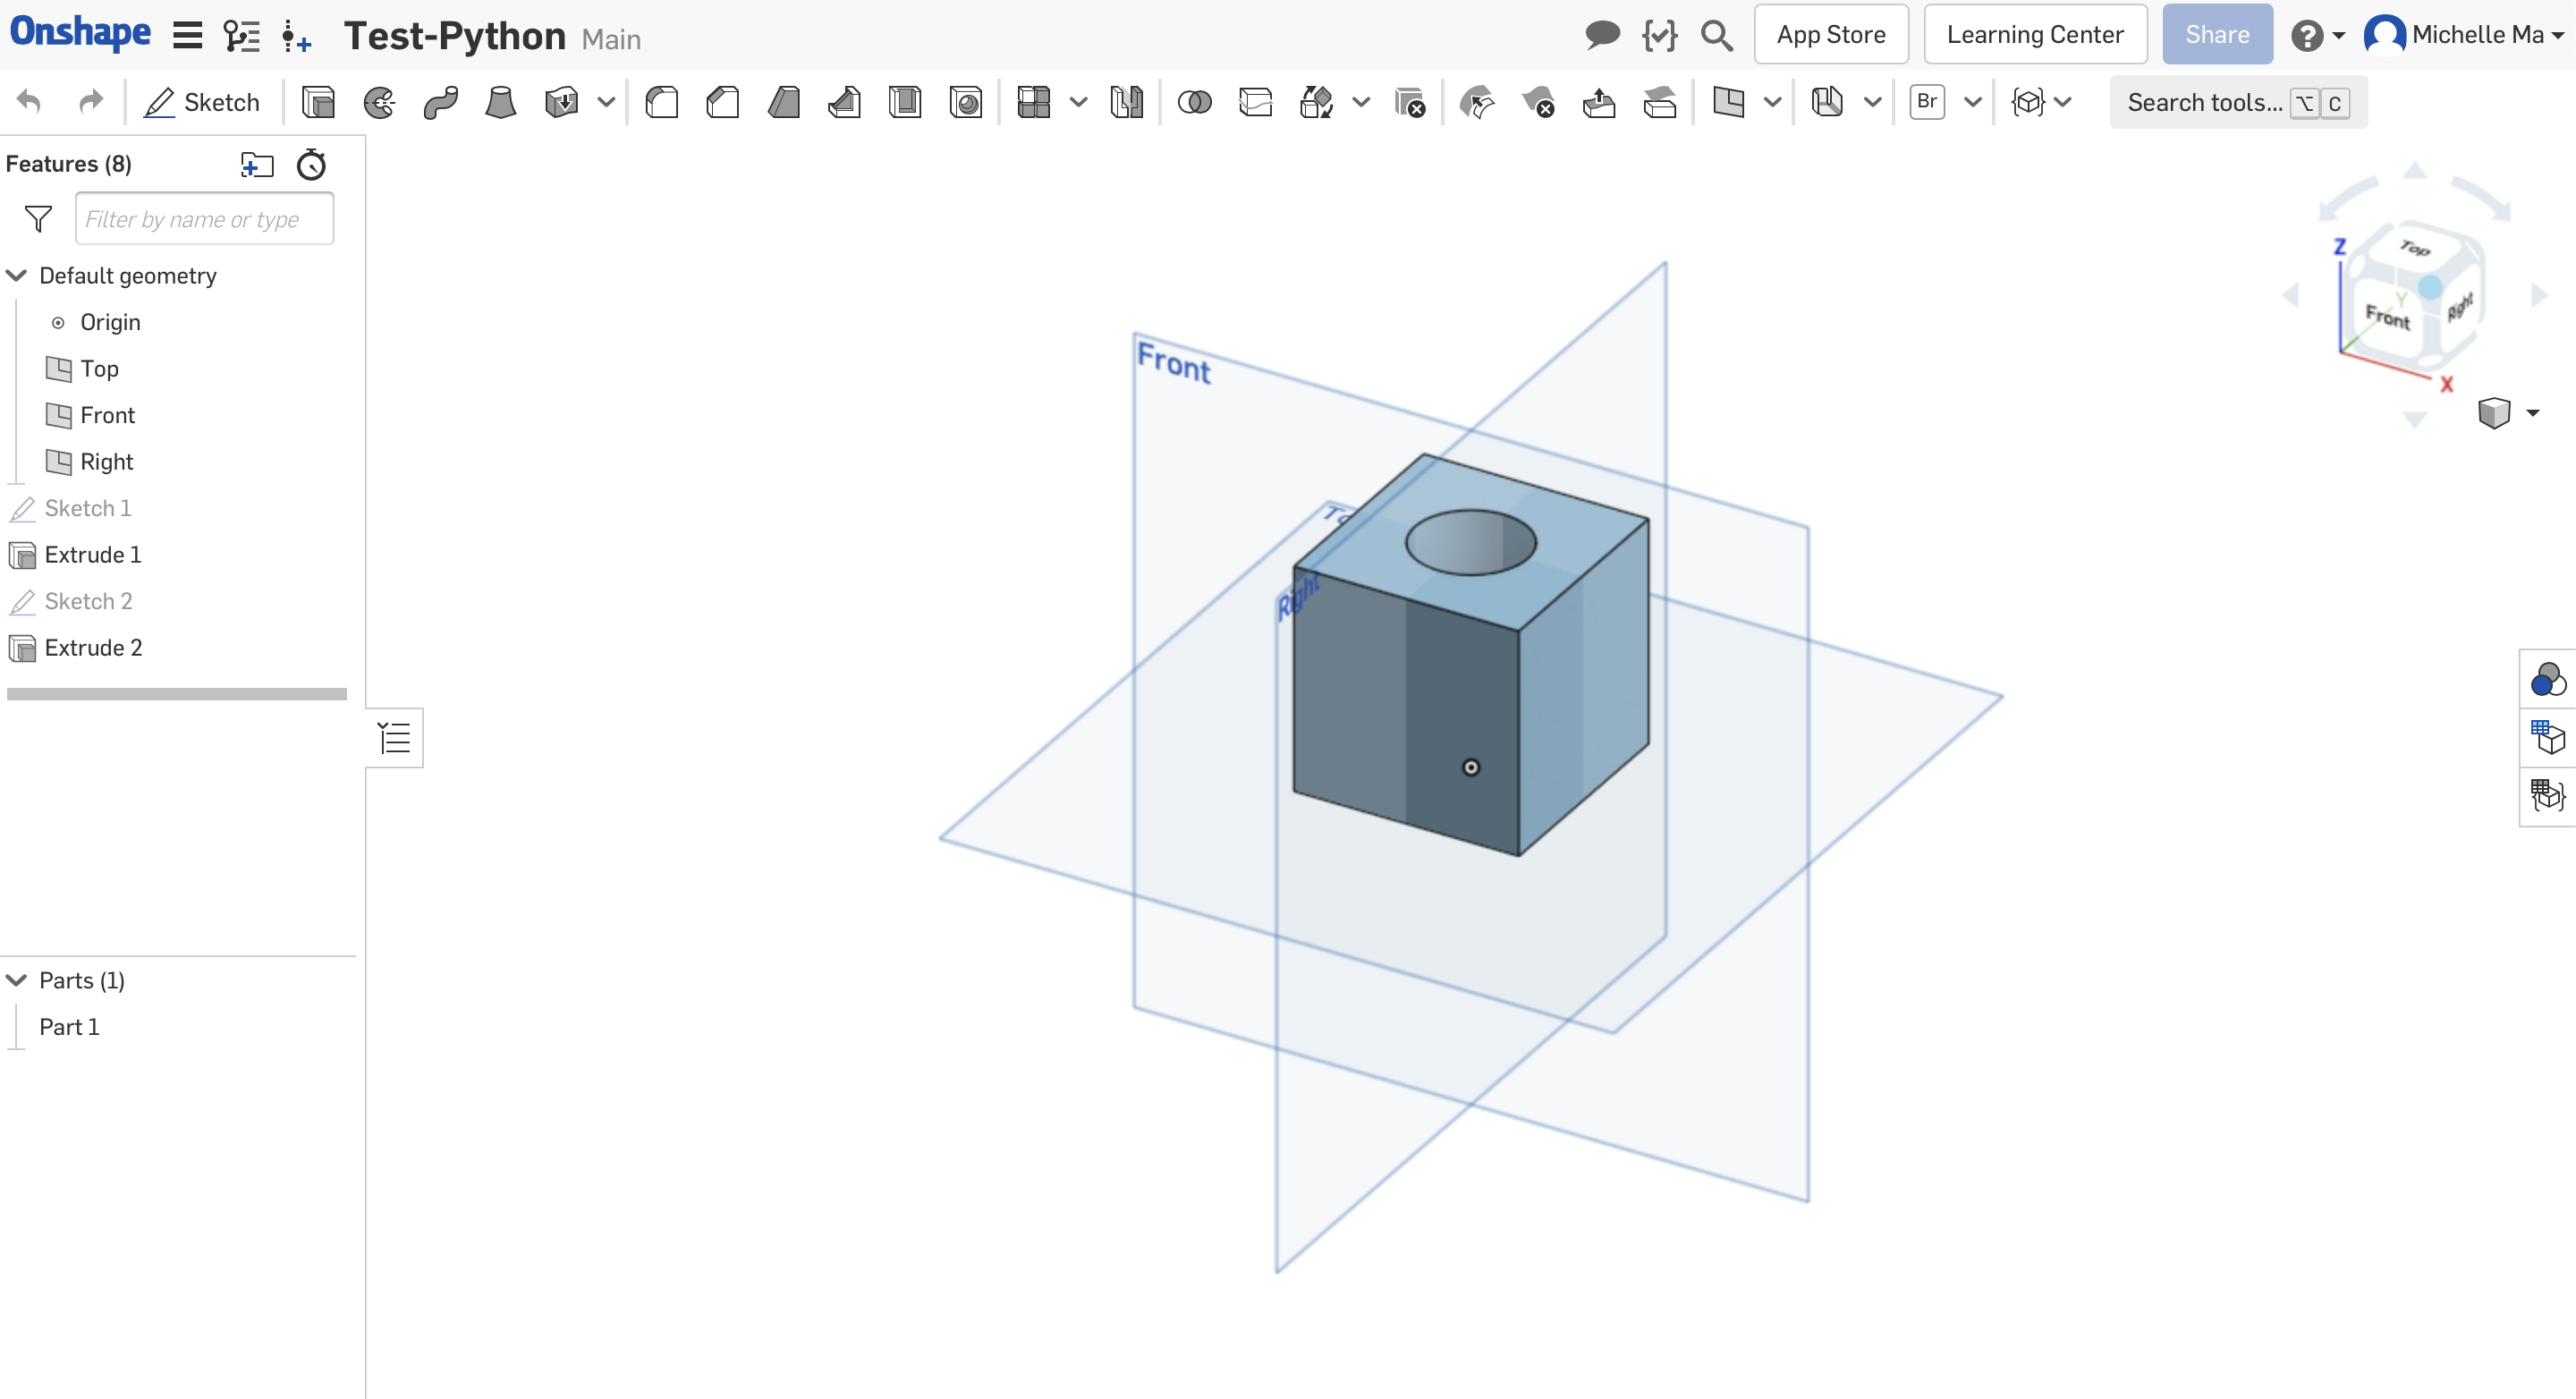 Onshape
Test-Python Main
App Store
Learning Center
Share
Michelle Ma
Sketch
Br
Search tools... ⌥ C
Features (8)
Filter by name or type
Default geometry
Origin
Top
Front
Right
Sketch 1
Extrude 1
Sketch 2
Extrude 2
Parts (1)
Part 1
Front
Right
Z
Top
Y
Front
Right
X